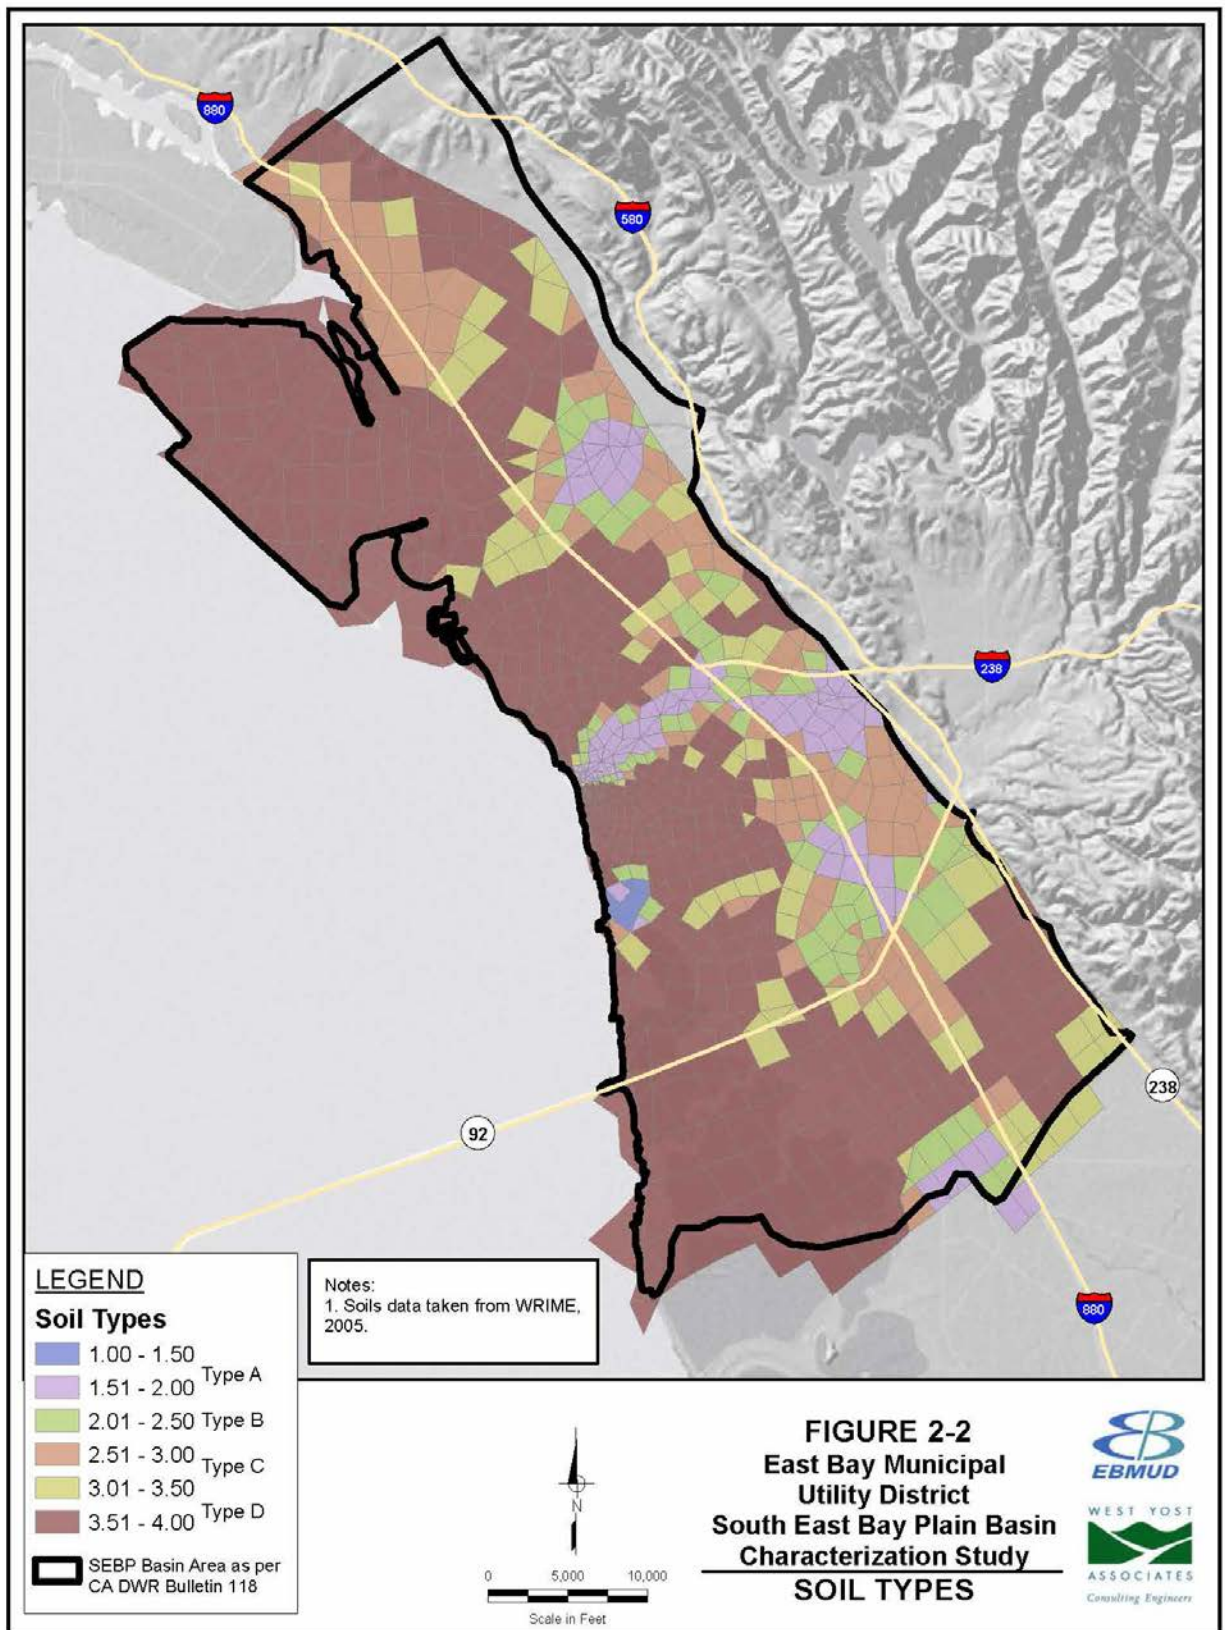 880
580
238
92
238
880
LEGEND
Soil Types
1.00 - 1.50
Type A
1.51 - 2.00
2.01 - 2.50 Type B
2.51 - 3.00
Type C
3.01 - 3.50
3.51 - 4.00 Type D
SEBP Basin Area as per
CA DWR Bulletin 118
Notes:
1. Soils data taken from WRIME,
2005.
N
0 5,000 10,000
Scale in Feet
FIGURE 2-2
East Bay Municipal
Utility District
South East Bay Plain Basin
Characterization Study
SOIL TYPES
EBMUD
WEST YOST
ASSOCIATES
Consulting Engineers